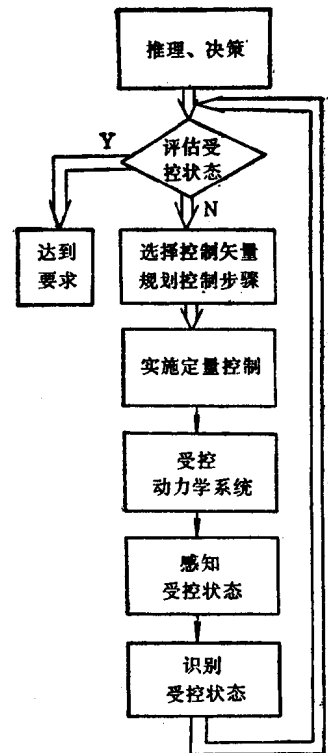 推理、决策
评估受
控状态
Y
N
达到
要求
选择控制矢量
规划控制步骤
实施定量控制
受控
动力学系统
感知
受控状态
识别
受控状态